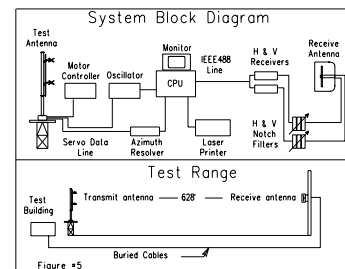 System Block Diagram
Test
Antenna
Motor
Controller
Oscillator
Monitor
CPU
IEEE488
Line
H & V
Receivers
Receive
Antenna
Servo Data
Line
Azimuth
Resolver
Laser
Printer
H & V
Notch
Filters
Test Range
Test
Building
Transmit antenna — 628' — Receive antenna
Buried Cables
Figure #5